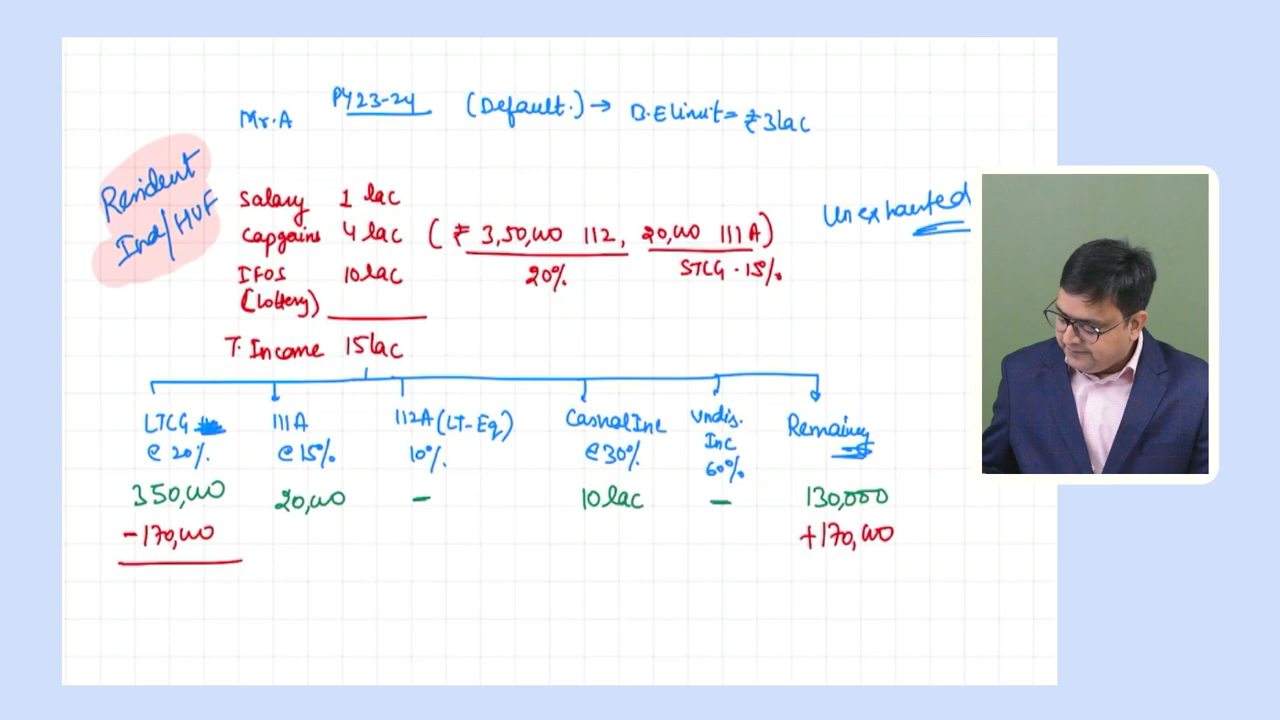 PY23-24
Mr.A
(Default.) → B.E limit = ₹3lac
Resident
Ind/HUF
Salary 1 lac
Capgains 4 lac (₹ 3,50,000 112, 20,000 111A)
20% STCG · 15%
IFOS 10lac
(Lottery)
T. Income 15lac
Unexhausted
LTCG @ 20%
111A @ 15%
112A (LT-Eq) 10%
Casual Inc @ 30%
Undis. Inc 60%
Remaining
350,000 20,000 - 10 lac - 130,000
-170,000 +170,000